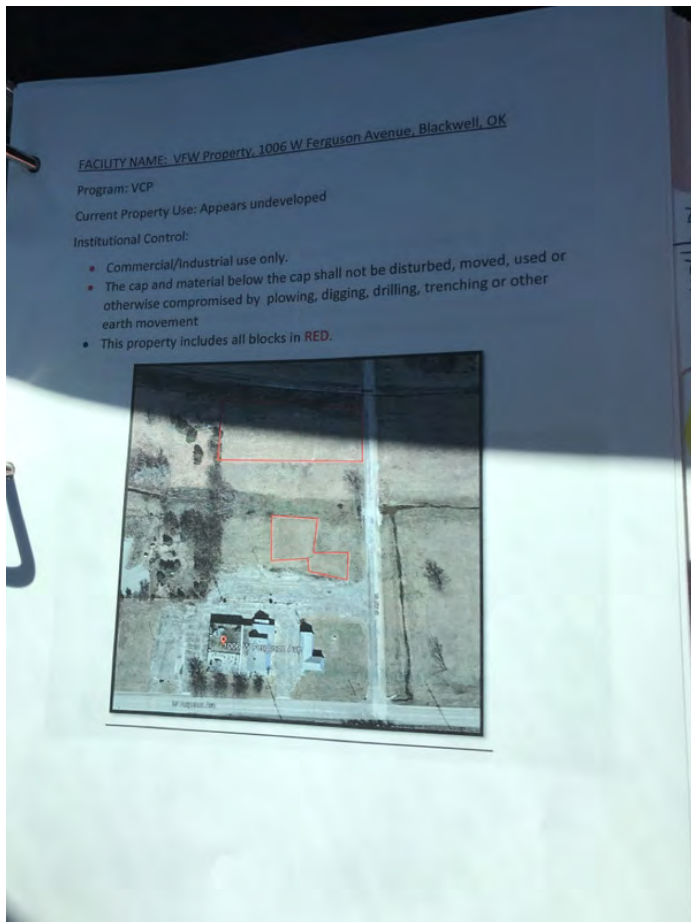 FACILITY NAME: VFW Property, 1006 W Ferguson Avenue, Blackwell, OK
Program: VCP
Current Property Use: Appears undeveloped
Institutional Control:
• Commercial/Industrial use only.
• The cap and material below the cap shall not be disturbed, moved, used or
otherwise compromised by plowing, digging, drilling, trenching or other
earth movement
• This property includes all blocks in RED.
W Ferguson Ave